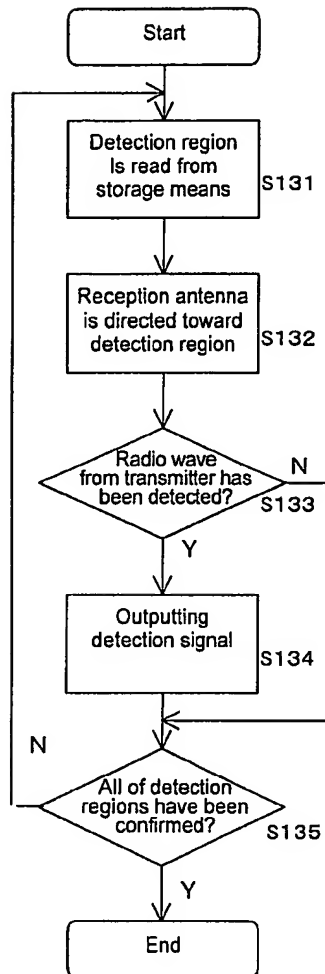 Start
Detection region
Is read from
storage means
S131
Reception antenna
is directed toward
detection region
S132
Radio wave
from transmitter has
been detected?
N
S133
Y
Outputting
detection signal
S134
N
All of detection
regions have been
confirmed?
S135
Y
End